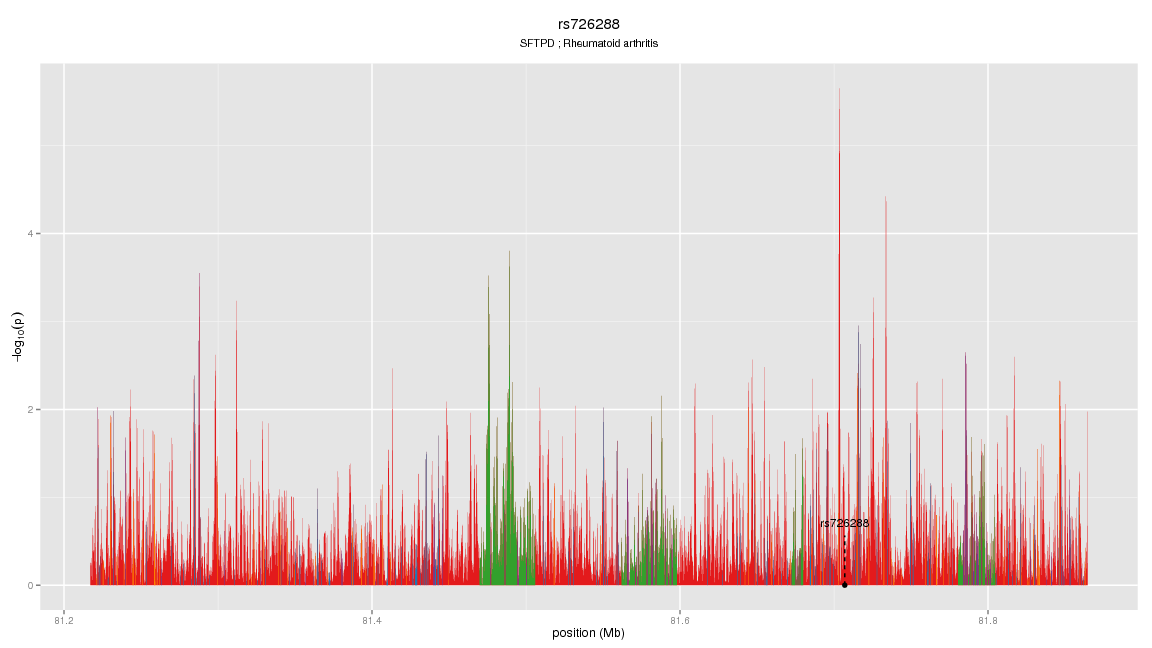 rs726288
SFTPD ; Rheumatoid arthritis
−log10(p)
4
2
0
rs726288
81.2
81.4
81.6
81.8
position (Mb)